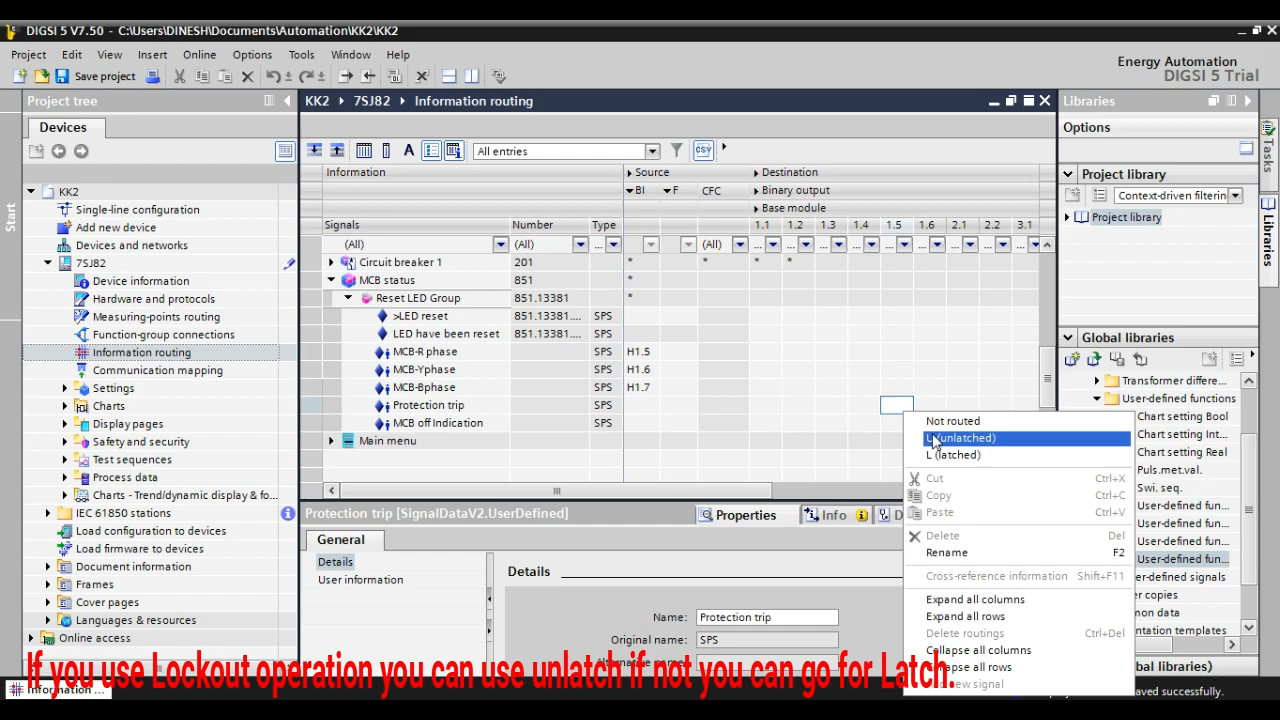 DIGSI 5 V7.50 - C:\Users\DINESH\Documents\Automation\KK2\KK2
Project Edit View Insert Online Options Tools Window Help
Save project
Energy Automation
DIGSI 5 Trial
Start
Project tree
Devices
KK2
Single-line configuration
Add new device
Devices and networks
7SJ82
Device information
Hardware and protocols
Measuring-points routing
Function-group connections
Information routing
Communication mapping
Settings
Charts
Display pages
Safety and security
Test sequences
Process data
Charts - Trend/dynamic display & fo...
IEC 61850 stations
Load configuration to devices
Load firmware to devices
Document information
Frames
Cover pages
Languages & resources
Online access
KK2 7SJ82 Information routing
All entries
CSV
Information Source Destination
BI F CFC Binary output
Base module
Signals Number Type 1.1 1.2 1.3 1.4 1.5 1.6 2.1 2.2 3.1
(All) (All) ... (All) ... ... ... ... ... ... ... ... ...
Circuit breaker 1 201 * * * *
MCB status 851 *
Reset LED Group 851.13381 *
>LED reset 851.13381.... SPS
LED have been reset 851.13381.... SPS
MCB-R phase SPS H1.5
MCB-Yphase SPS H1.6
MCB-Bphase SPS H1.7
Protection trip SPS
MCB off Indication SPS
Main menu
Protection trip [SignalDataV2.UserDefined]
Properties Info D
General
Details
User information
Details
Name: Protection trip
Original name: SPS
Not routed
U (unlatched)
L (latched)
Cut Ctrl+X
Copy Ctrl+C
Paste Ctrl+V
Delete Del
Rename F2
Cross-reference information Shift+F11
Expand all columns
Expand all rows
Delete routings Ctrl+Del
Collapse all columns
Libraries
Options
Project library
Context-driven filterin
Project library
Global libraries
Transformer differe...
User-defined functions
Chart setting Bool
Chart setting Int...
Chart setting Real
Puls.met.val.
Swi. seq.
User-defined fun...
User-defined fun...
User-defined fun...
User-defined fun...
Tasks
Libraries
If you use Lockout operation you can use unlatch if not you can go for Latch.